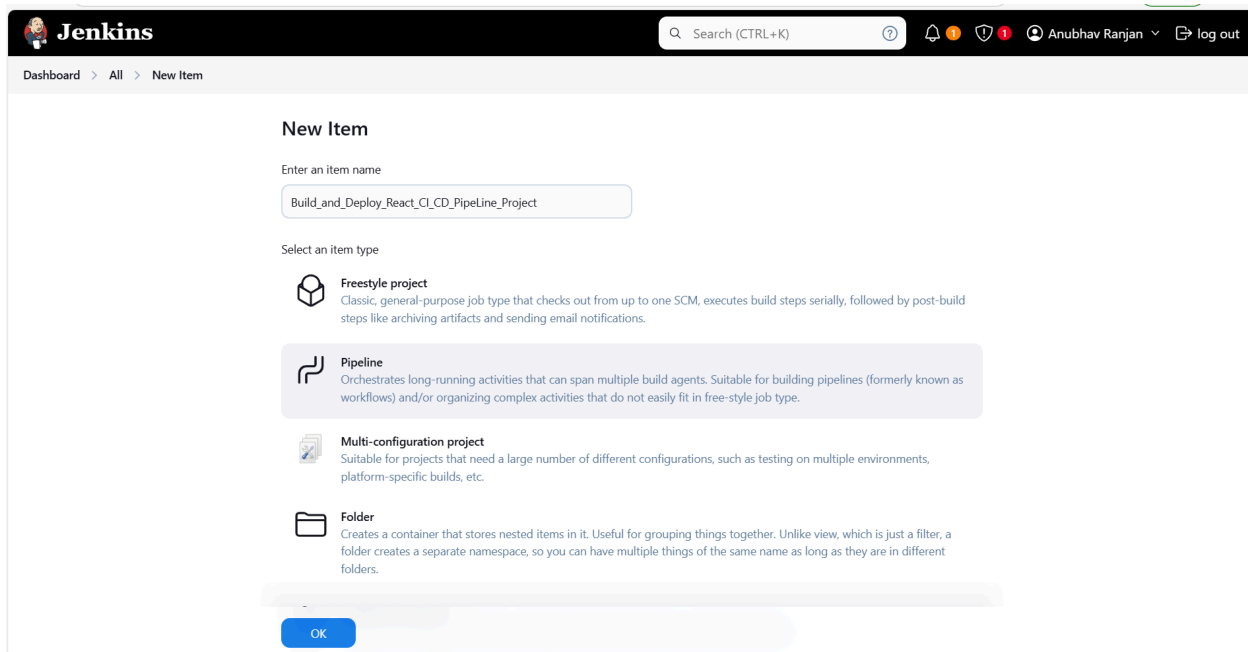 Jenkins
Search (CTRL+K)
?
1
1
Anubhav Ranjan
log out
Dashboard > All > New Item
New Item
Enter an item name
Build_and_Deploy_React_CI_CD_PipeLine_Project
Select an item type
Freestyle project
Classic, general-purpose job type that checks out from up to one SCM, executes build steps serially, followed by post-build
steps like archiving artifacts and sending email notifications.
Pipeline
Orchestrates long-running activities that can span multiple build agents. Suitable for building pipelines (formerly known as
workflows) and/or organizing complex activities that do not easily fit in free-style job type.
Multi-configuration project
Suitable for projects that need a large number of different configurations, such as testing on multiple environments,
platform-specific builds, etc.
Folder
Creates a container that stores nested items in it. Useful for grouping things together. Unlike view, which is just a filter, a
folder creates a separate namespace, so you can have multiple things of the same name as long as they are in different
folders.
OK